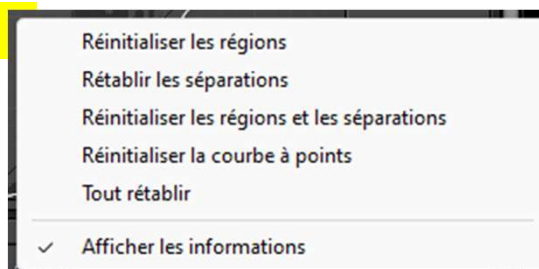 Réinitialiser les régions
Rétablir les séparations
Réinitialiser les régions et les séparations
Réinitialiser la courbe à points
Tout rétablir
Afficher les informations